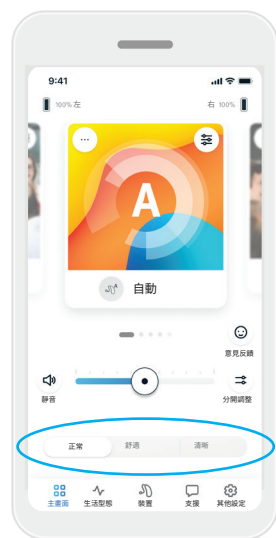 9:41
100% 左
右 100%
A
A
自動
意見反饋
靜音
分開調整
正常 舒適 清晰
主畫面 生活型態 裝置 支援 其他設定